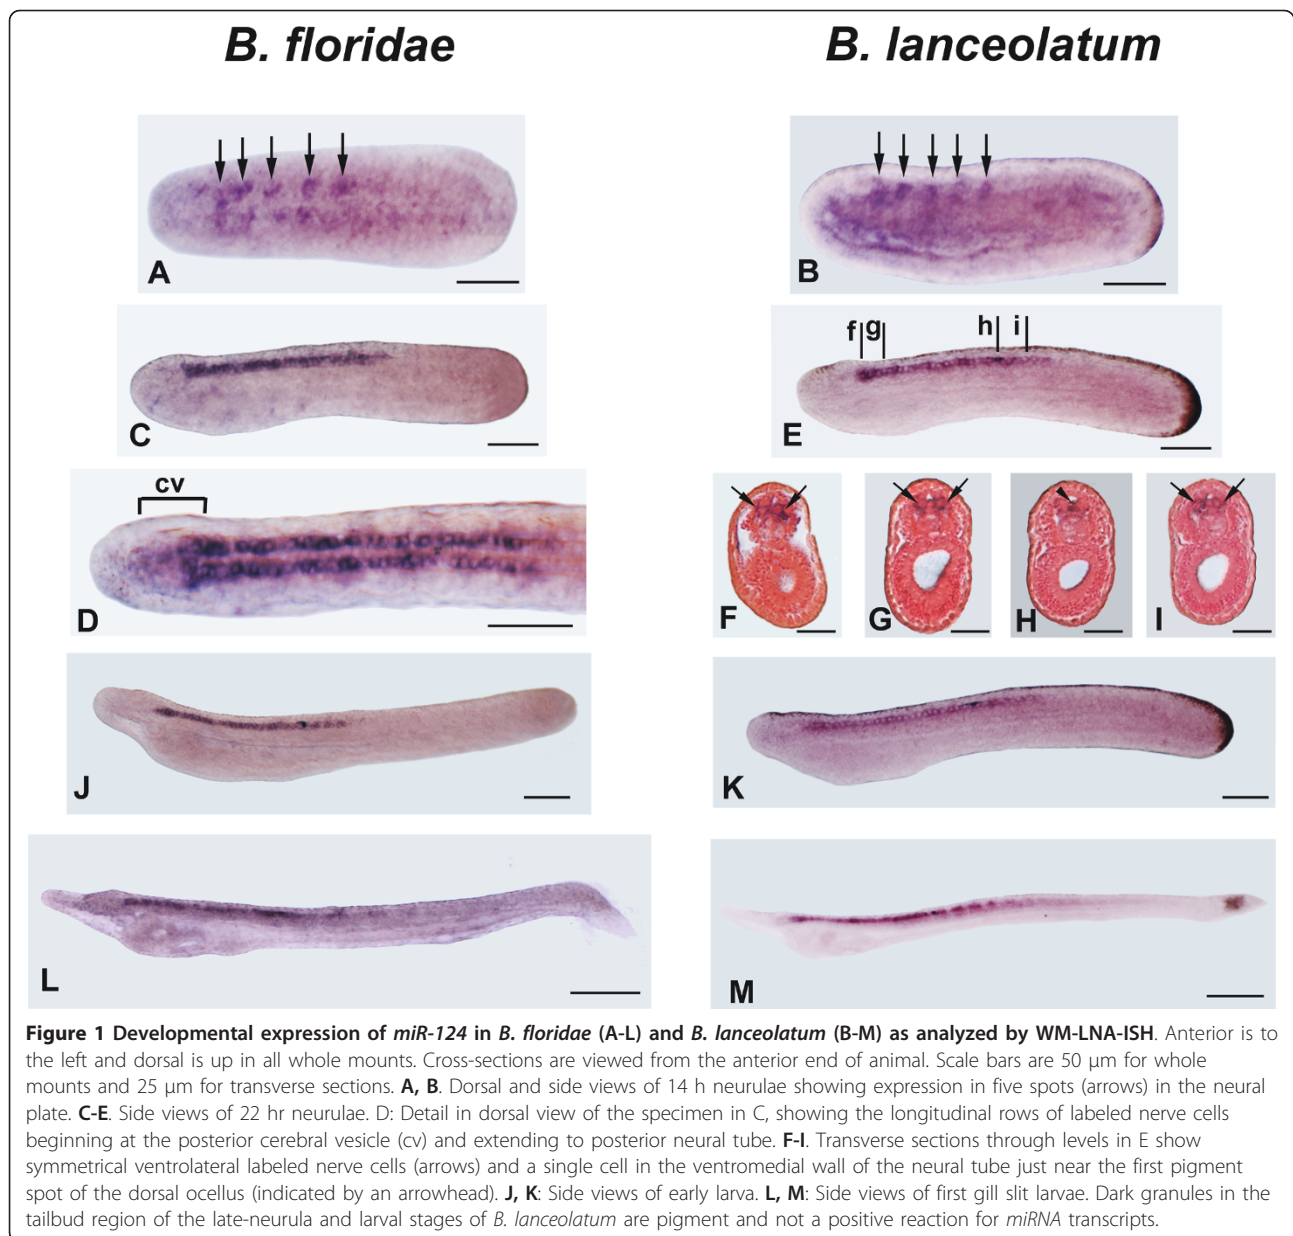 B. floridae
B. lanceolatum
A
B
C
f g h i
E
cv
D
F
G
H
I
J
K
L
M
Figure 1 Developmental expression of miR-124 in B. floridae (A-L) and B. lanceolatum (B-M) as analyzed by WM-LNA-ISH. Anterior is to
the left and dorsal is up in all whole mounts. Cross-sections are viewed from the anterior end of animal. Scale bars are 50 μm for whole
mounts and 25 μm for transverse sections. A, B. Dorsal and side views of 14 h neurulae showing expression in five spots (arrows) in the neural
plate. C-E. Side views of 22 hr neurulae. D: Detail in dorsal view of the specimen in C, showing the longitudinal rows of labeled nerve cells
beginning at the posterior cerebral vesicle (cv) and extending to posterior neural tube. F-I. Transverse sections through levels in E show
symmetrical ventrolateral labeled nerve cells (arrows) and a single cell in the ventromedial wall of the neural tube just near the first pigment
spot of the dorsal ocellus (indicated by an arrowhead). J, K: Side views of early larva. L, M: Side views of first gill slit larvae. Dark granules in the
tailbud region of the late-neurula and larval stages of B. lanceolatum are pigment and not a positive reaction for miRNA transcripts.